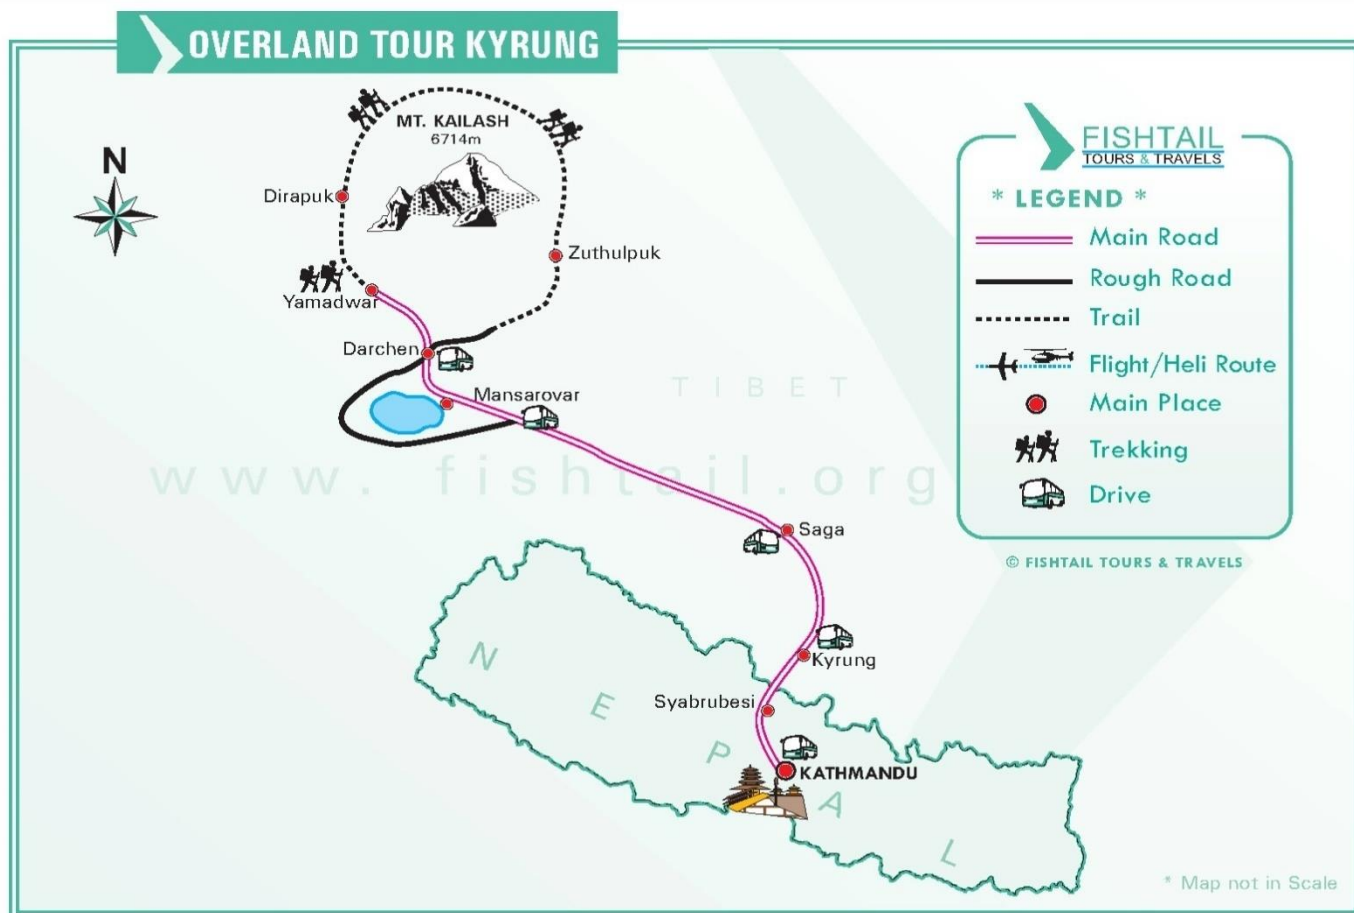 OVERLAND TOUR KYRUNG
N
MT. KAILASH
6714m
Dirapuk
Zuthulpuk
Yamadwar
Darchen
Mansarovar
TIBET
www. fishtail.org
Saga
Kyrung
Syabrubesi
KATHMANDU
NEPAL
FISHTAIL
TOURS & TRAVELS
* LEGEND *
Main Road
Rough Road
Trail
Flight/Heli Route
Main Place
Trekking
Drive
© FISHTAIL TOURS & TRAVELS
* Map not in Scale